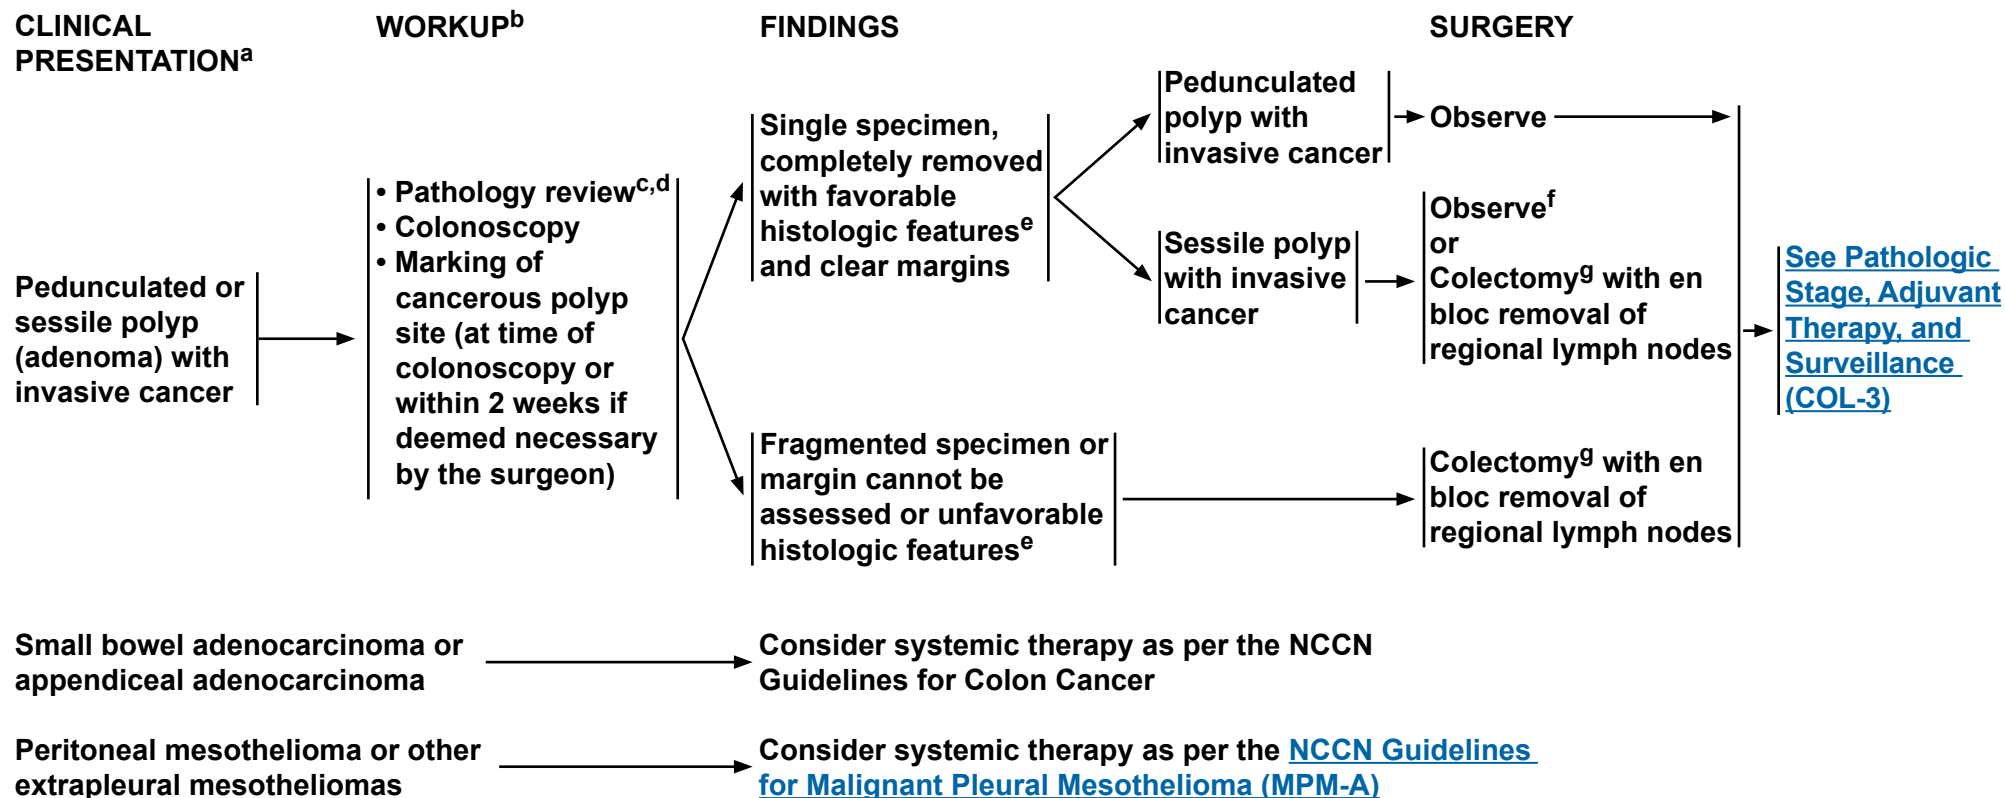 CLINICAL
PRESENTATIONa
WORKUPb
FINDINGS
SURGERY
Pedunculated or
sessile polyp
(adenoma) with
invasive cancer
• Pathology reviewc,d
• Colonoscopy
• Marking of
cancerous polyp
site (at time of
colonoscopy or
within 2 weeks if
deemed necessary
by the surgeon)
Single specimen,
completely removed
with favorable
histologic featurese
and clear margins
Pedunculated
polyp with
invasive cancer
Observe
Sessile polyp
with invasive
cancer
Observef
or
Colectomyg with en
bloc removal of
regional lymph nodes
Fragmented specimen or
margin cannot be
assessed or unfavorable
histologic featurese
Colectomyg with en
bloc removal of
regional lymph nodes
See Pathologic
Stage, Adjuvant
Therapy, and
Surveillance
(COL-3)
Small bowel adenocarcinoma or
appendiceal adenocarcinoma
Consider systemic therapy as per the NCCN
Guidelines for Colon Cancer
Peritoneal mesothelioma or other
extrapleural mesotheliomas
Consider systemic therapy as per the NCCN Guidelines
for Malignant Pleural Mesothelioma (MPM-A)